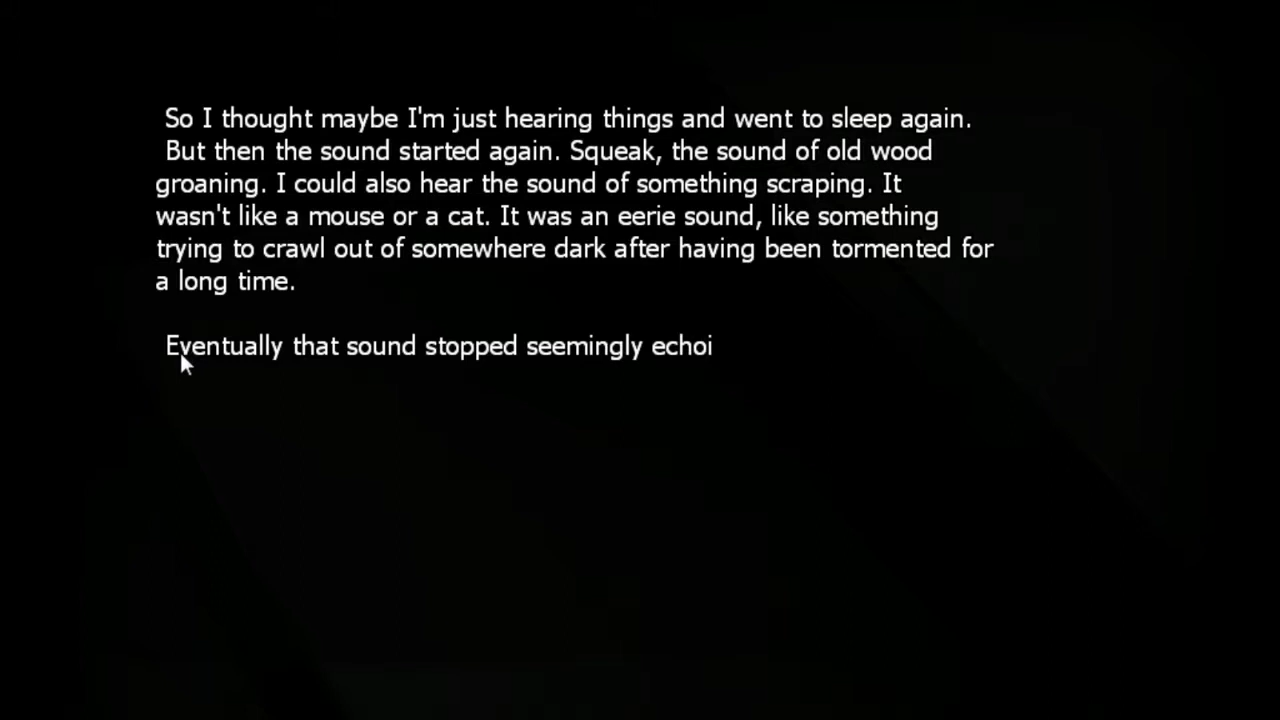 So I thought maybe I'm just hearing things and went to sleep again.
But then the sound started again. Squeak, the sound of old wood
groaning. I could also hear the sound of something scraping. It
wasn't like a mouse or a cat. It was an eerie sound, like something
trying to crawl out of somewhere dark after having been tormented for
a long time.
Eventually that sound stopped seemingly echoi